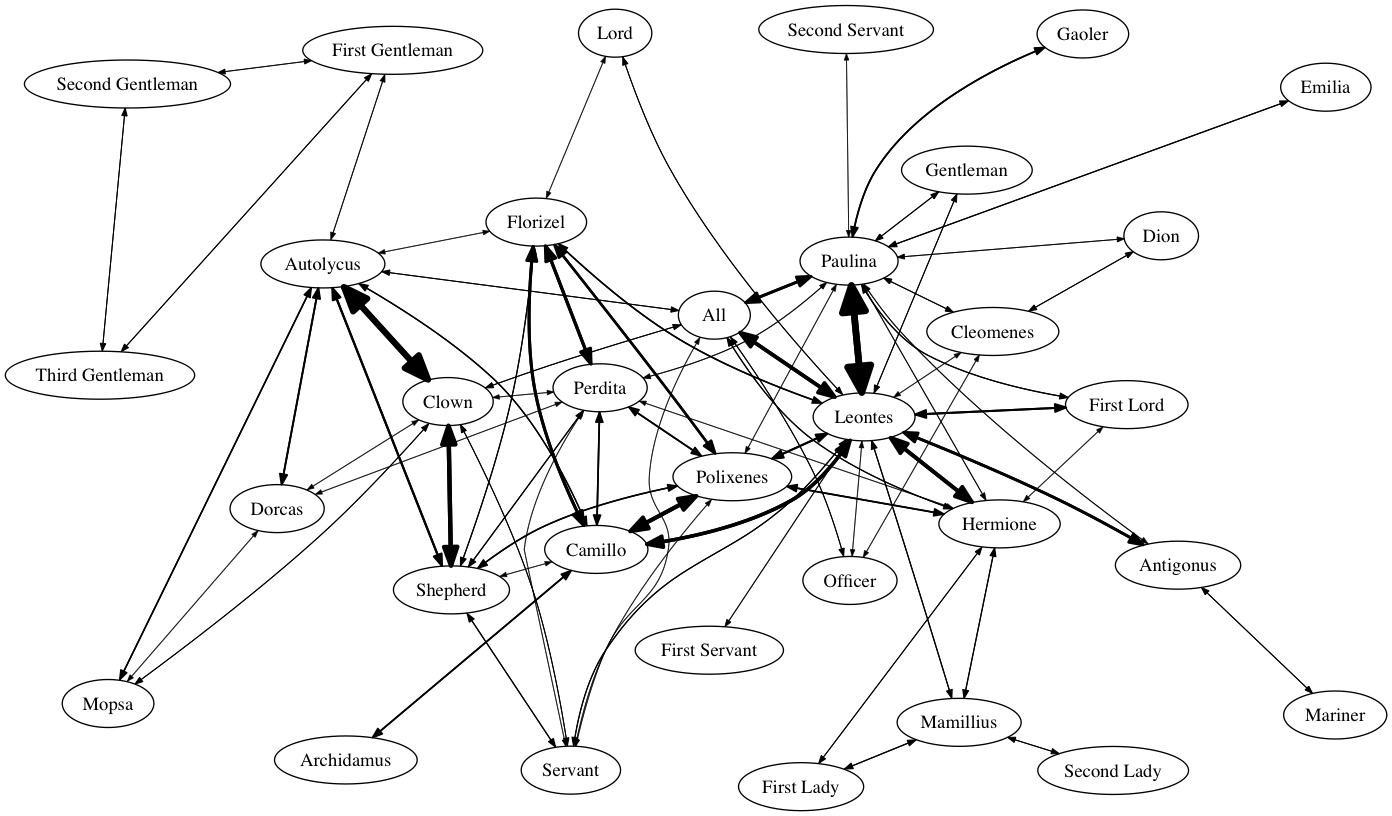 Lord
Second Servant
Gaoler
First Gentleman
Second Gentleman
Emilia
Gentleman
Florizel
Dion
Autolycus
Paulina
All
Cleomenes
Third Gentleman
Perdita
Clown
First Lord
Leontes
Polixenes
Dorcas
Hermione
Camillo
Antigonus
Officer
Shepherd
First Servant
Mopsa
Mariner
Mamillius
Archidamus
Servant
Second Lady
First Lady